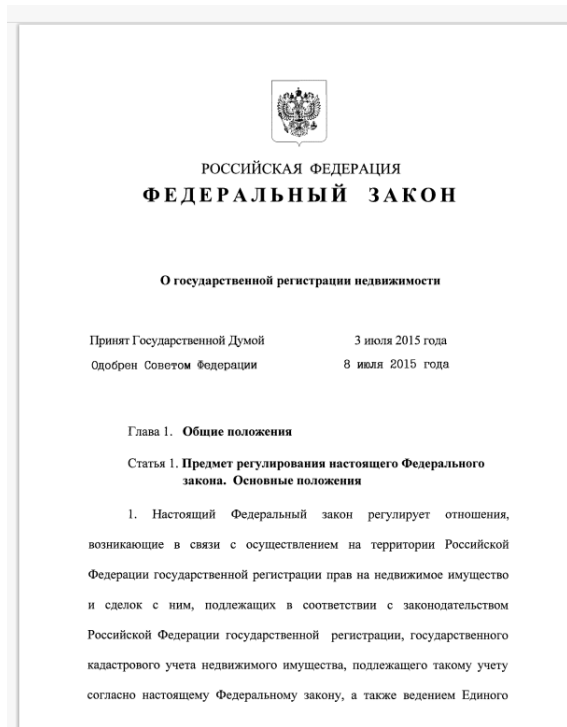 РОССИЙСКАЯ ФЕДЕРАЦИЯ
ФЕДЕРАЛЬНЫЙ ЗАКОН
О государственной регистрации недвижимости
Принят Государственной Думой 3 июля 2015 года
Одобрен Советом Федерации 8 июля 2015 года
Глава 1. Общие положения
Статья 1. Предмет регулирования настоящего Федерального
закона. Основные положения
1. Настоящий Федеральный закон регулирует отношения,
возникающие в связи с осуществлением на территории Российской
Федерации государственной регистрации прав на недвижимое имущество
и сделок с ним, подлежащих в соответствии с законодательством
Российской Федерации государственной регистрации, государственного
кадастрового учета недвижимого имущества, подлежащего такому учету
согласно настоящему Федеральному закону, а также ведением Единого